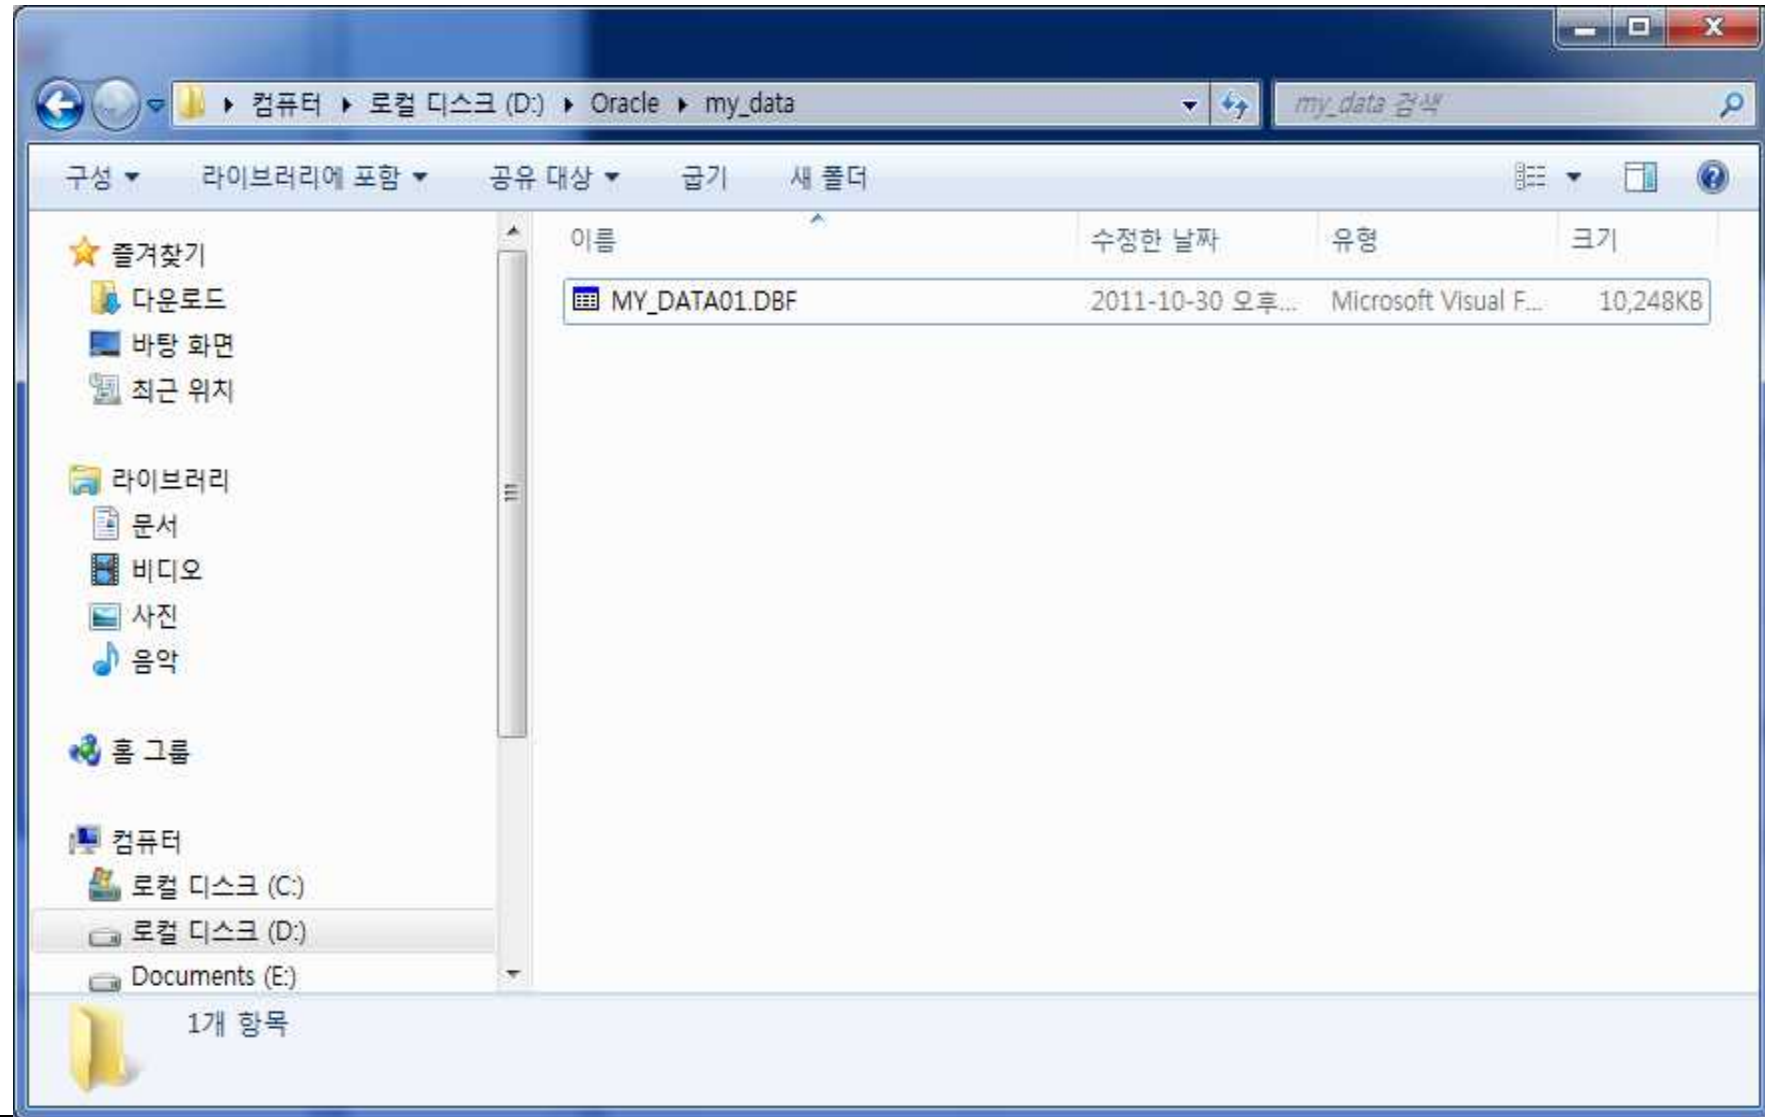 컴퓨터 로컬 디스크 (D:) Oracle my_data my_data 검색
구성 라이브러리에 포함 공유 대상 굽기 새 폴더
이름 수정한 날짜 유형 크기
MY_DATA01.DBF 2011-10-30 오후... Microsoft Visual F... 10,248KB
즐겨찾기
다운로드
바탕 화면
최근 위치
라이브러리
문서
비디오
사진
음악
홈 그룹
컴퓨터
로컬 디스크 (C:)
로컬 디스크 (D:)
Documents (E:)
1개 항목